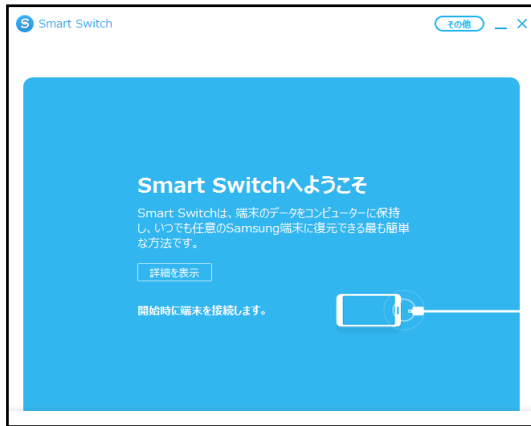 Smart Switch
その他
Smart Switchへようこそ
Smart Switchは、端末のデータをコンピューターに保持
し、いつでも任意のSamsung端末に復元できる最も簡単
な方法です。
詳細を表示
開始時に端末を接続します。